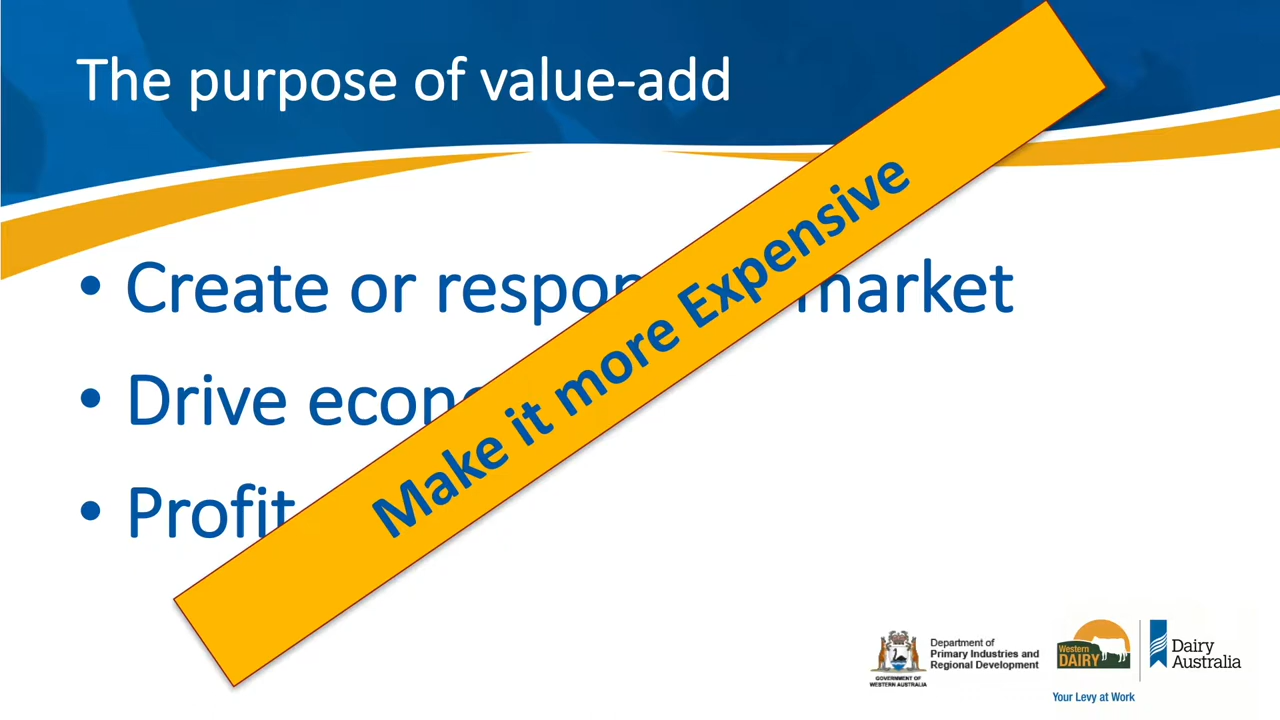 The purpose of value-add
• Create or respon market
• Drive econ
• Profit
Make it more Expensive
Department of
Primary Industries and
Regional Development
GOVERNMENT OF
WESTERN AUSTRALIA
Western
DAIRY
Your Levy at Work
Dairy
Australia